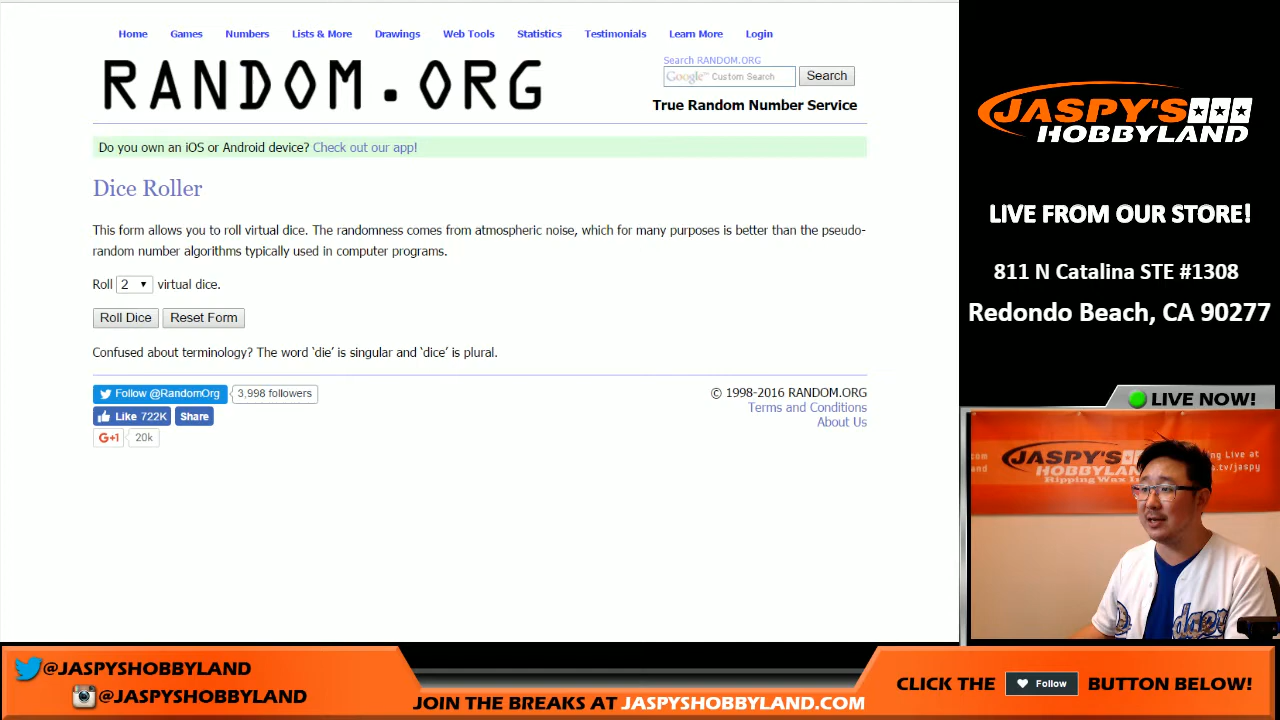 Home Games Numbers Lists & More Drawings Web Tools Statistics Testimonials Learn More Login
RANDOM.ORG
Search RANDOM.ORG
Google™ Custom Search Search
True Random Number Service
Do you own an iOS or Android device? Check out our app!
Dice Roller
This form allows you to roll virtual dice. The randomness comes from atmospheric noise, which for many purposes is better than the pseudo-
random number algorithms typically used in computer programs.
Roll 2 virtual dice.
Roll Dice Reset Form
Confused about terminology? The word ‘die’ is singular and ‘dice’ is plural.
Follow @RandomOrg 3,998 followers
Like 722K Share
G+1 20k
© 1998-2016 RANDOM.ORG
Terms and Conditions
About Us
JASPY'S
HOBBYLAND
LIVE FROM OUR STORE!
811 N Catalina STE #1308
Redondo Beach, CA 90277
LIVE NOW!
JASPY'S
HOBBYLAND
Ripping Wax
.com
ng Live at
.tv/jaspy
@JASPYSHOBBYLAND
@JASPYSHOBBYLAND
JOIN THE BREAKS AT JASPYSHOBBYLAND.COM
CLICK THE Follow BUTTON BELOW!